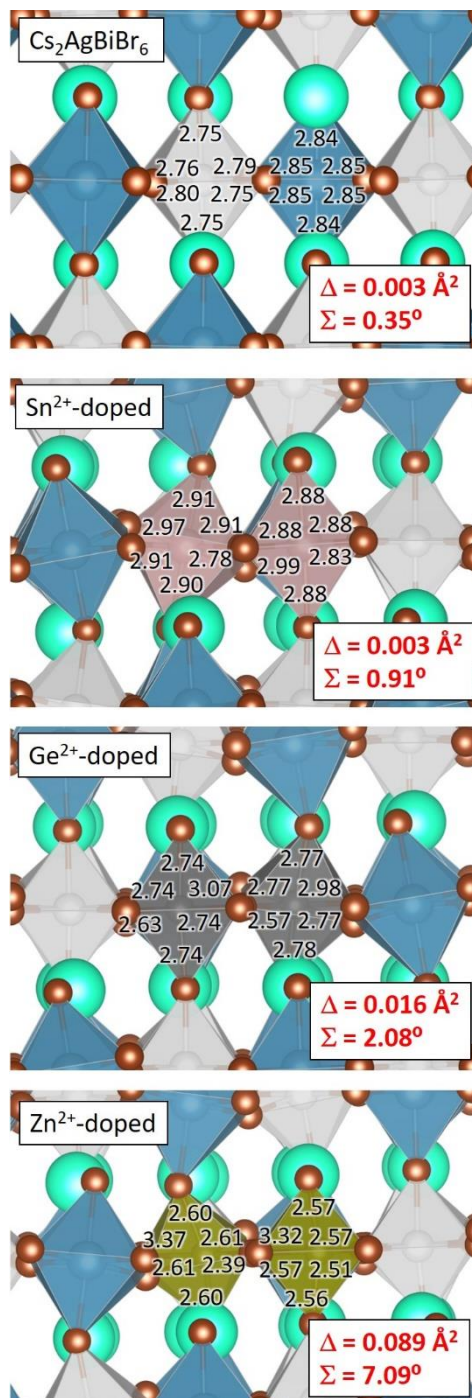 Cs₂AgBiBr₆
2.75 2.84
2.76 2.79 2.85 2.85
2.80 2.75 2.85 2.85
2.75 2.84
Δ = 0.003 Å²
Σ = 0.35º
Sn²⁺-doped
2.91 2.88
2.97 2.91 2.88 2.88
2.91 2.78 2.99 2.83
2.90 2.88
Δ = 0.003 Å²
Σ = 0.91º
Ge²⁺-doped
2.74 2.77
2.74 3.07 2.77 2.98
2.63 2.74 2.57 2.77
2.74 2.78
Δ = 0.016 Å²
Σ = 2.08º
Zn²⁺-doped
2.60 2.57
3.37 2.61 3.32 2.57
2.61 2.39 2.57 2.51
2.60 2.56
Δ = 0.089 Å²
Σ = 7.09º